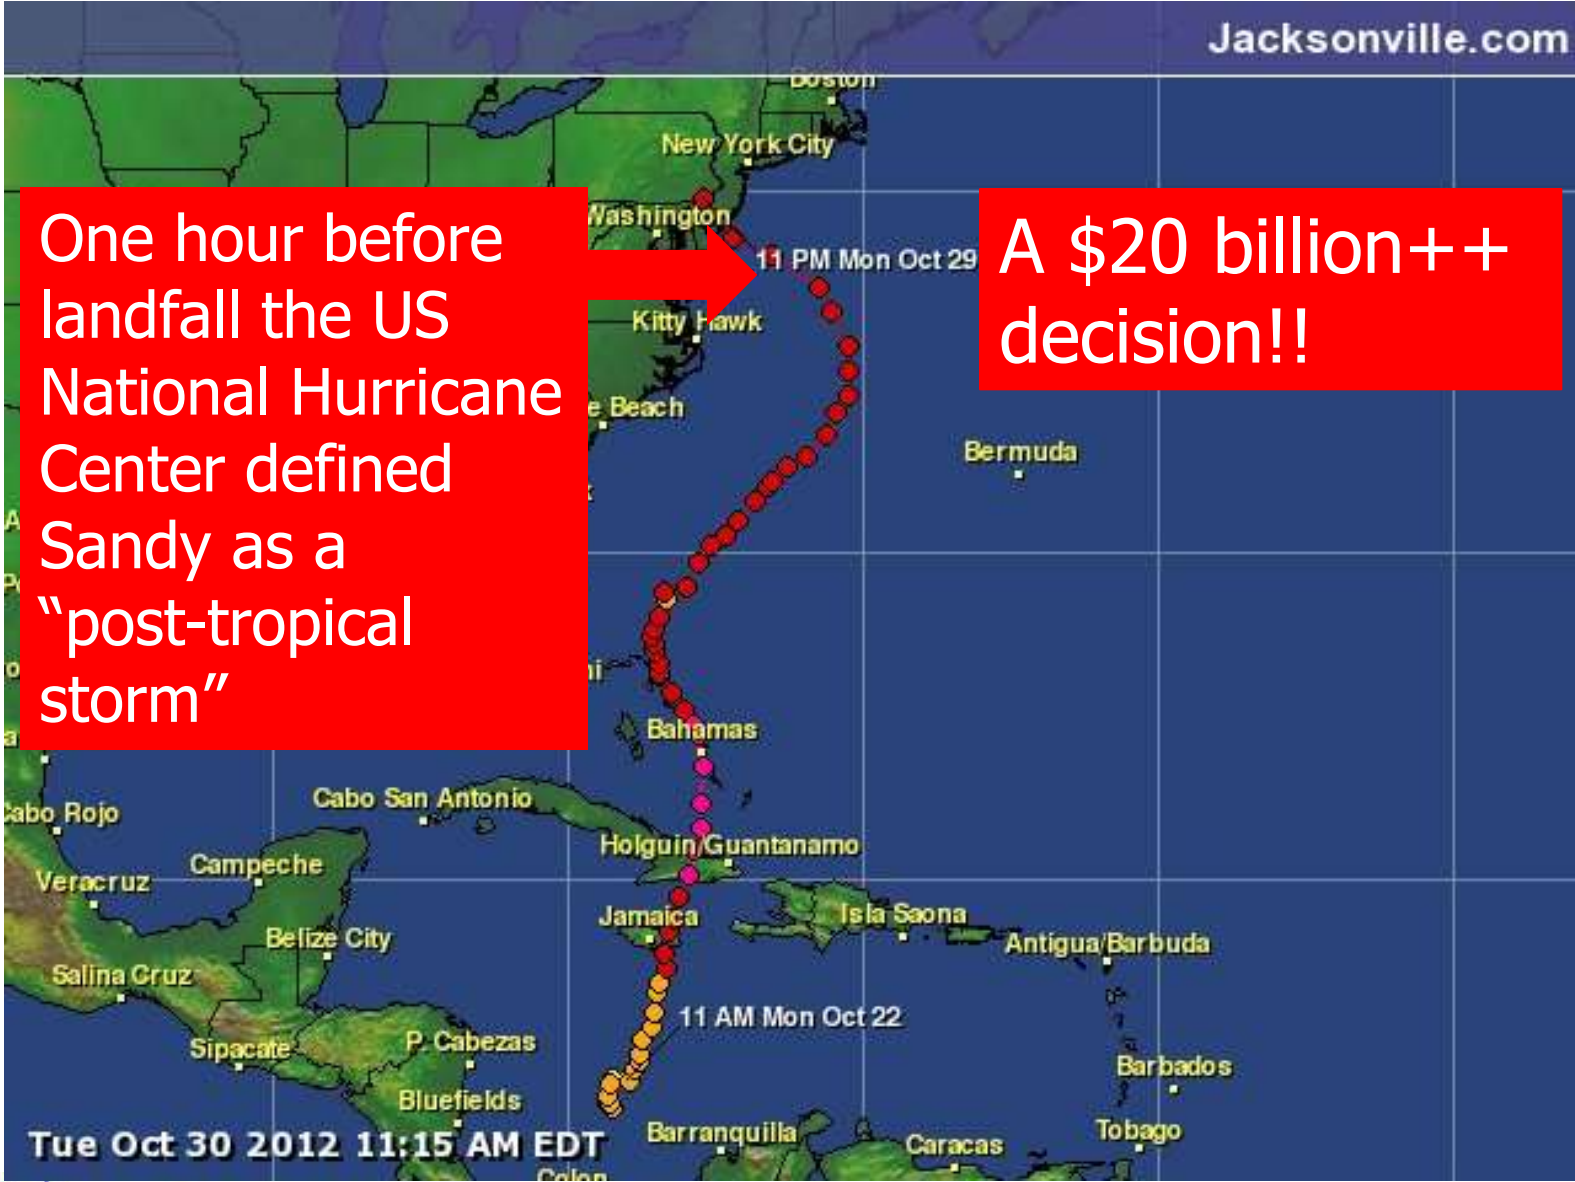 Jacksonville.com
Boston
New York City
Washington
One hour before
landfall the US
National Hurricane
Center defined
Sandy as a
“post-tropical
storm”
A $20 billion++
decision!!
11 PM Mon Oct 29
Kitty Hawk
e Beach
Bermuda
Bahamas
Cabo San Antonio
Cabo Rojo
Holguin/Guantanamo
Campeche
Veracruz
Jamaica
Isla Saona
Belize City
Antigua/Barbuda
Salina Cruz
11 AM Mon Oct 22
P. Cabezas
Sipacate
Barbados
Bluefields
Barranquilla
Tobago
Caracas
Tue Oct 30 2012 11:15 AM EDT
Colon